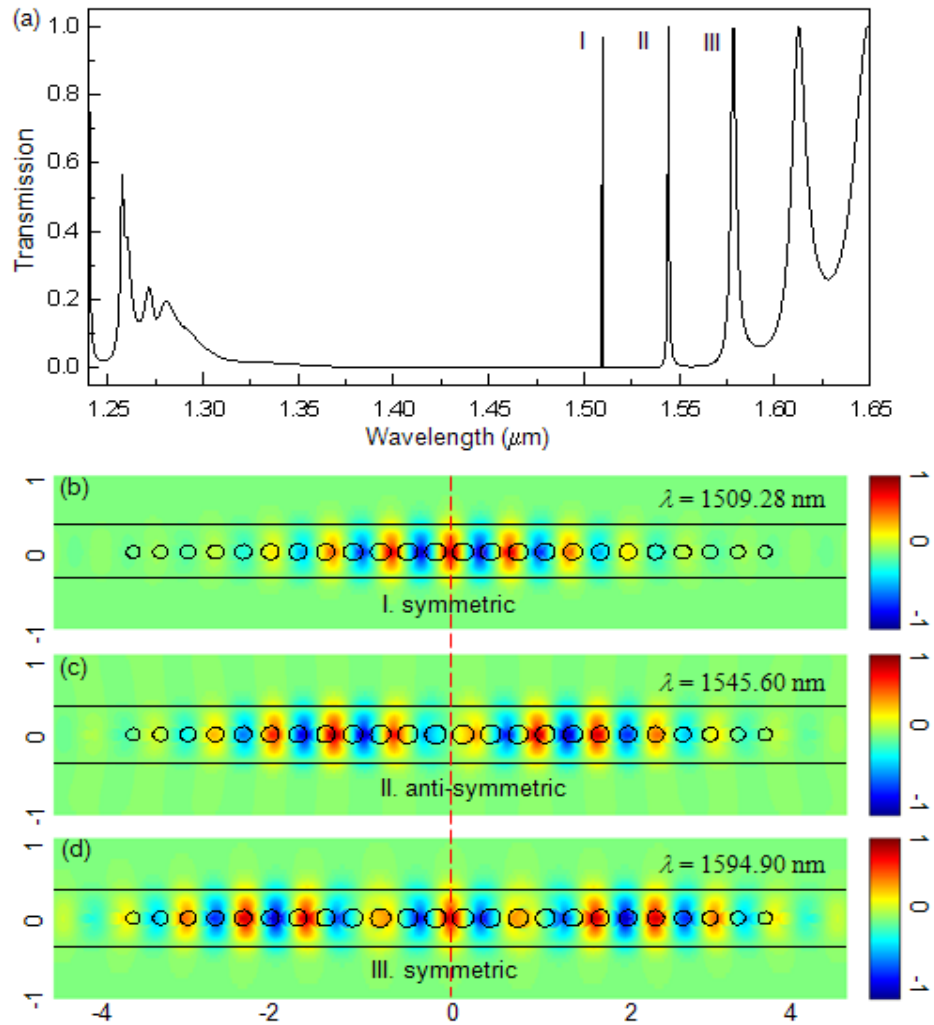 (a)
I II III
Transmission
1.0
0.8
0.6
0.4
0.2
0.0
1.25 1.30 1.35 1.40 1.45 1.50 1.55 1.60 1.65
Wavelength (μm)
(b)
λ = 1509.28 nm
I. symmetric
1
0
-1
1
0
-1
(c)
λ = 1545.60 nm
II. anti-symmetric
1
0
-1
1
0
-1
(d)
λ = 1594.90 nm
III. symmetric
1
0
-1
1
0
-1
-4 -2 0 2 4